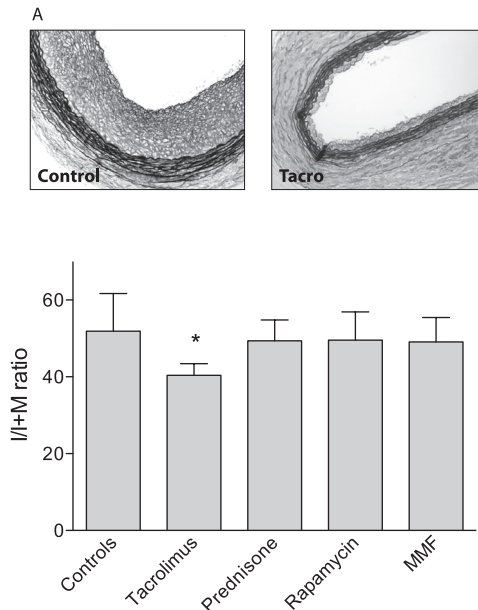 A
Control
Tacro
I/I+M ratio
60
40
20
0
*
Controls
Tacrolimus
Prednisone
Rapamycin
MMF